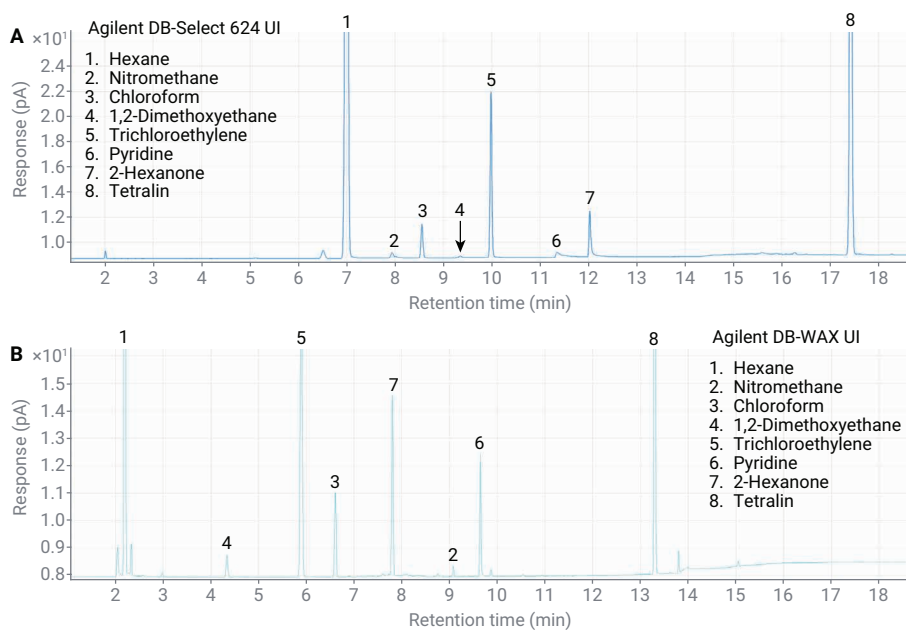 A
Agilent DB-Select 624 UI
×10¹
1. Hexane
2. Nitromethane
3. Chloroform
4. 1,2-Dimethoxyethane
5. Trichloroethylene
6. Pyridine
7. 2-Hexanone
8. Tetralin
Response (pA)
2.4
2.2
2.0
1.8
1.6
1.4
1.2
1.0
1
2
3
4
5
6
7
8
2 3 4 5 6 7 8 9 10 11 12 13 14 15 16 17 18
Retention time (min)
B
Agilent DB-WAX UI
×10¹
1. Hexane
2. Nitromethane
3. Chloroform
4. 1,2-Dimethoxyethane
5. Trichloroethylene
6. Pyridine
7. 2-Hexanone
8. Tetralin
Response (pA)
1.5
1.4
1.3
1.2
1.1
1.0
0.9
0.8
1
4
5
3
7
2
6
8
2 3 4 5 6 7 8 9 10 11 12 13 14 15 16 17 18
Retention time (min)